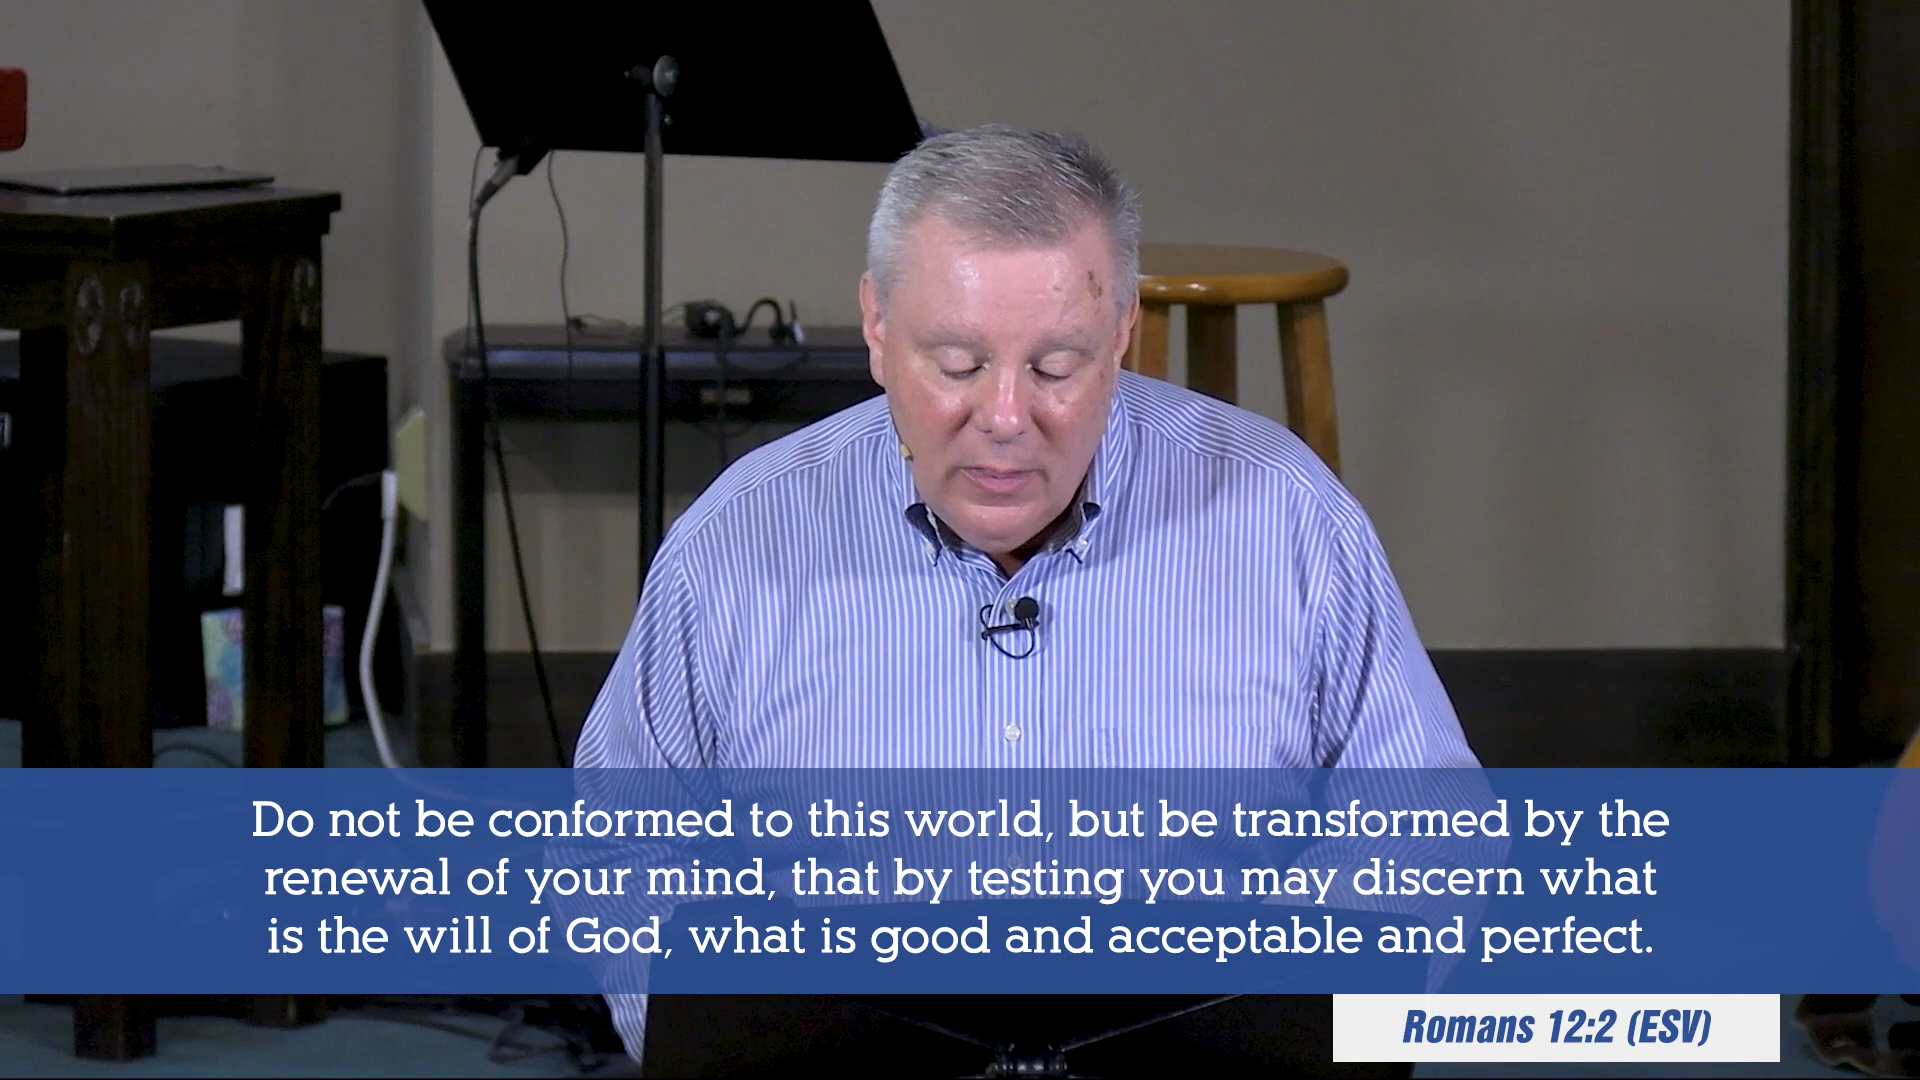 Do not be conformed to this world, but be transformed by the
renewal of your mind, that by testing you may discern what
is the will of God, what is good and acceptable and perfect.
Romans 12:2 (ESV)